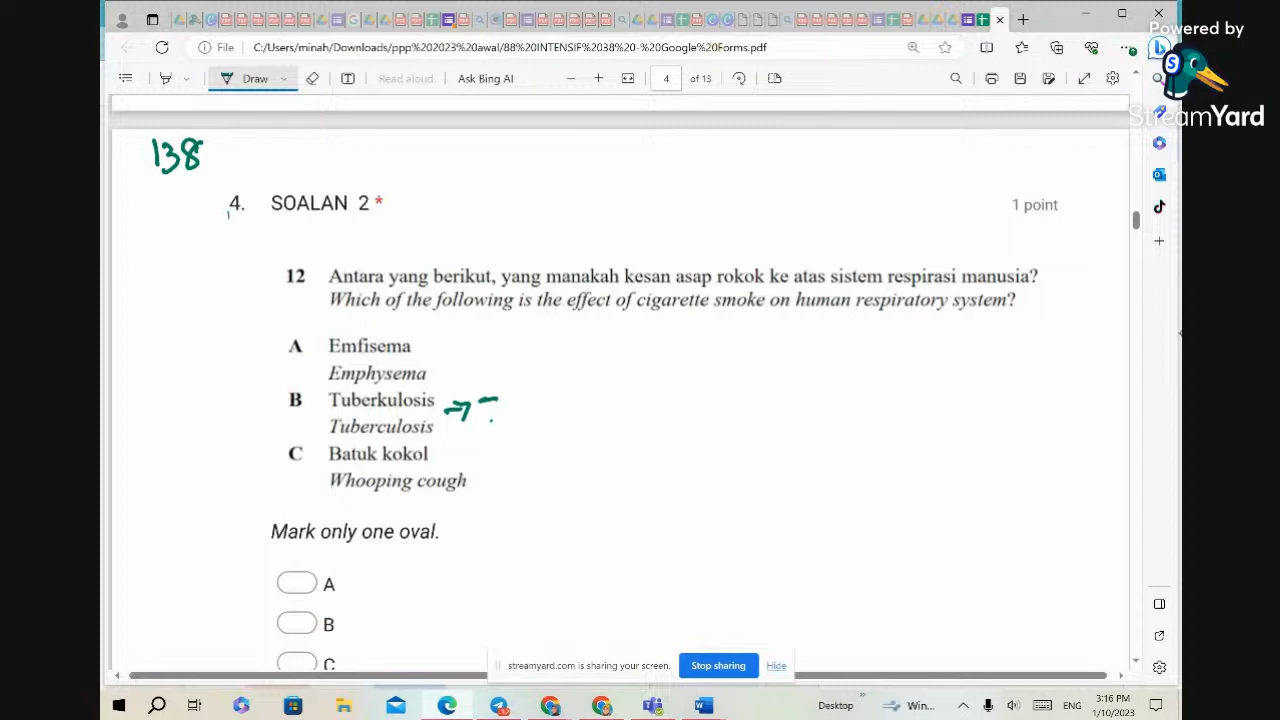 Powered by
StreamYard
File C:/Users/minah/Downloads/ppp%202023%20awal/88%20INTENSIF%2038%20-%20Google%20Forms.pdf
Draw Read aloud Ask Bing AI 4 of 13
138
4. SOALAN 2 * 1 point
12 Antara yang berikut, yang manakah kesan asap rokok ke atas sistem respirasi manusia?
Which of the following is the effect of cigarette smoke on human respiratory system?
A Emfisema
Emphysema
B Tuberkulosis
Tuberculosis
C Batuk kokol
Whooping cough
Mark only one oval.
A
B
C
streamyard.com is sharing your screen. Stop sharing Hide
Desktop Win... ENG 3:16 PM
1/10/2023